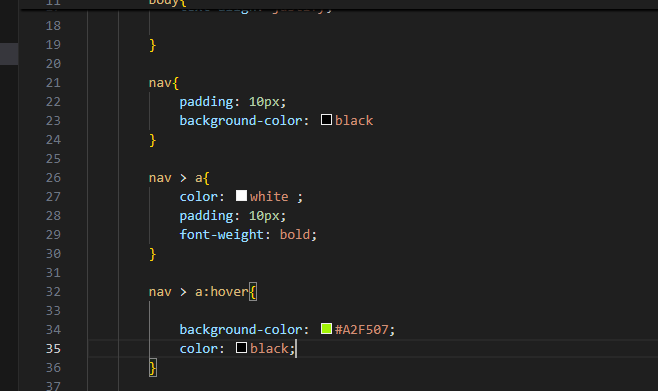 11 body{
18
19 }
20
21 nav{
22 padding: 10px;
23 background-color: black
24 }
25
26 nav > a{
27 color: white ;
28 padding: 10px;
29 font-weight: bold;
30 }
31
32 nav > a:hover{
33
34 background-color: #A2F507;
35 color: black;
36 }
37